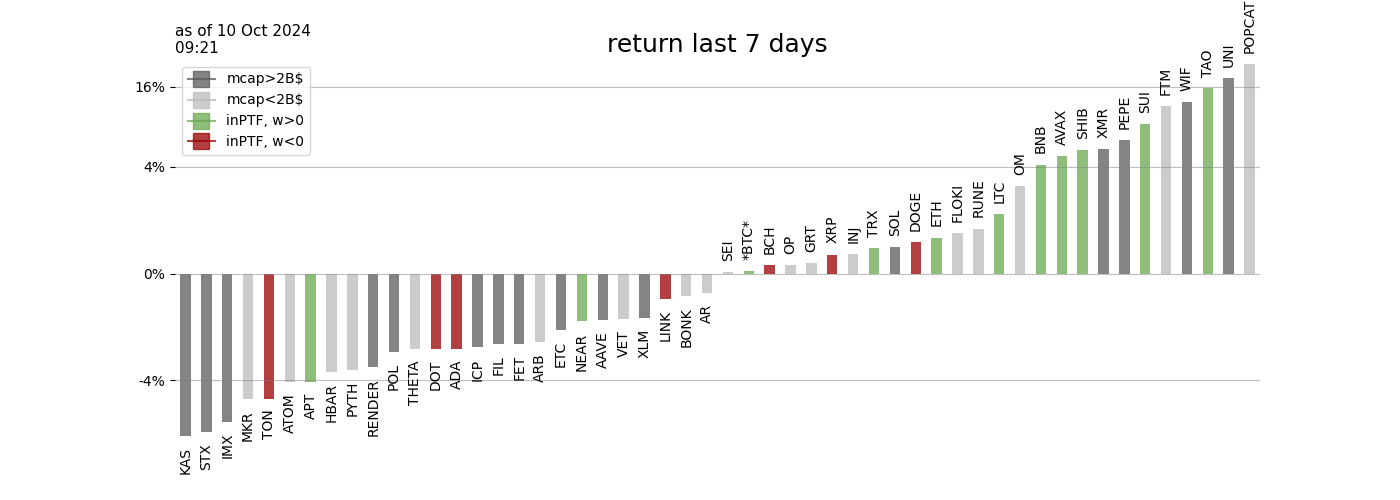 as of 10 Oct 2024
09:21
return last 7 days
mcap>2B$
mcap<2B$
inPTF, w>0
inPTF, w<0
16%
4%
0%
-4%
KAS
STX
IMX
MKR
TON
ATOM
APT
HBAR
PYTH
RENDER
POL
THETA
DOT
ADA
ICP
FIL
FET
ARB
ETC
NEAR
AAVE
VET
XLM
LINK
BONK
AR
SEI
*BTC*
BCH
OP
GRT
XRP
INJ
TRX
SOL
DOGE
ETH
FLOKI
RUNE
LTC
OM
BNB
AVAX
SHIB
XMR
PEPE
SUI
FTM
WIF
TAO
UNI
POPCAT